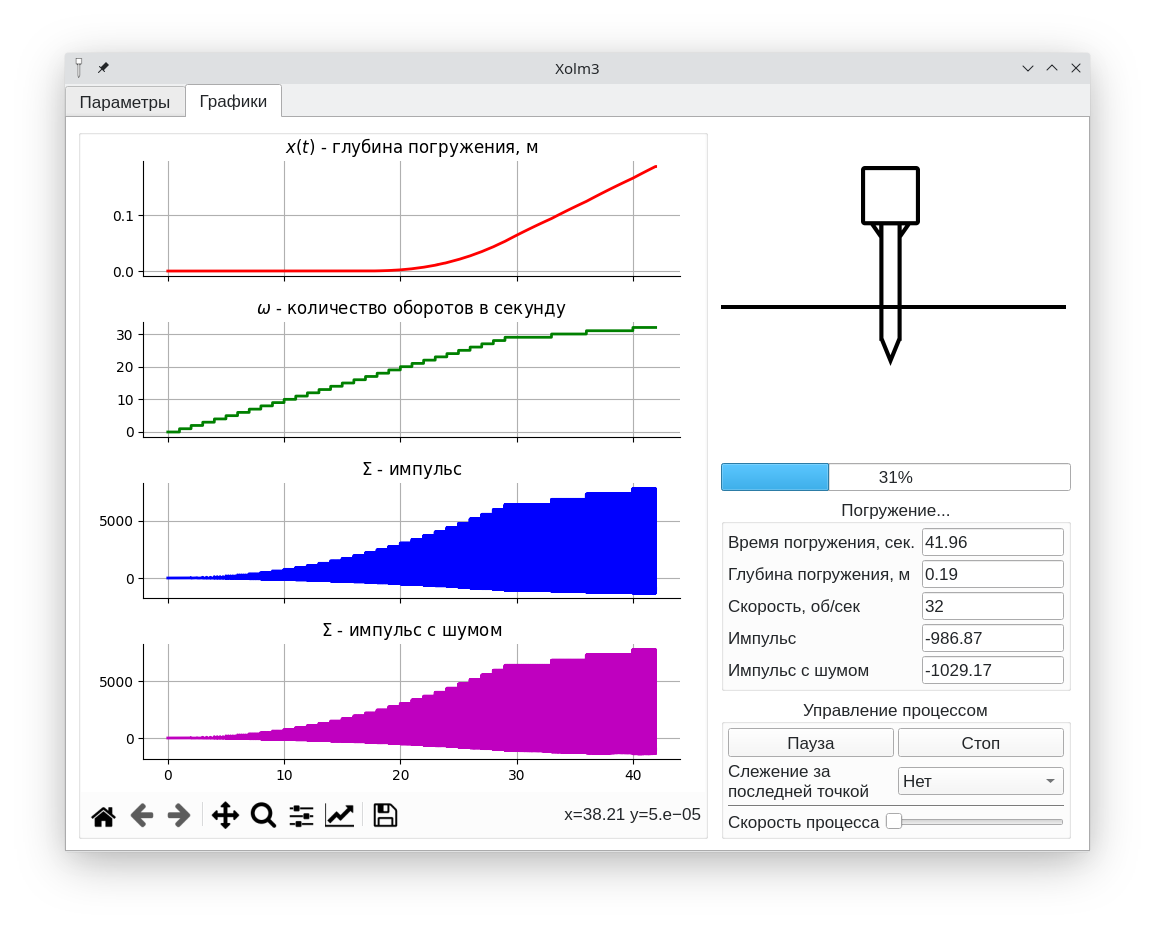 Xolm3
Параметры
Графики
x(t) - глубина погружения, м
0.1
0.0
ω - количество оборотов в секунду
30
20
10
0
Σ - импульс
5000
0
Σ - импульс с шумом
5000
0
0 10 20 30 40
x=38.21 y=5.e−05
31%
Погружение...
Время погружения, сек. 41.96
Глубина погружения, м 0.19
Скорость, об/сек 32
Импульс -986.87
Импульс с шумом -1029.17
Управление процессом
Пауза Стоп
Слежение за
последней точкой
Нет
Скорость процесса